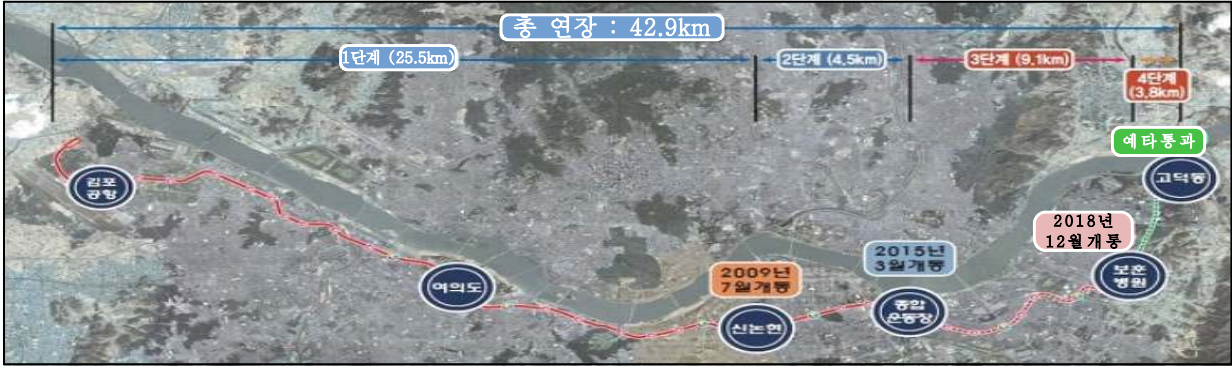 총 연장 : 42.9km
1단계 (25.5km)
2단계 (4.5km)
3단계 (9.1km)
4단계
(3.8km)
예타통과
고덕동
김포
공항
2018년
12월개통
2015년
3월개통
2009년
7월개통
보훈
병원
여의도
종합
운동장
신논현